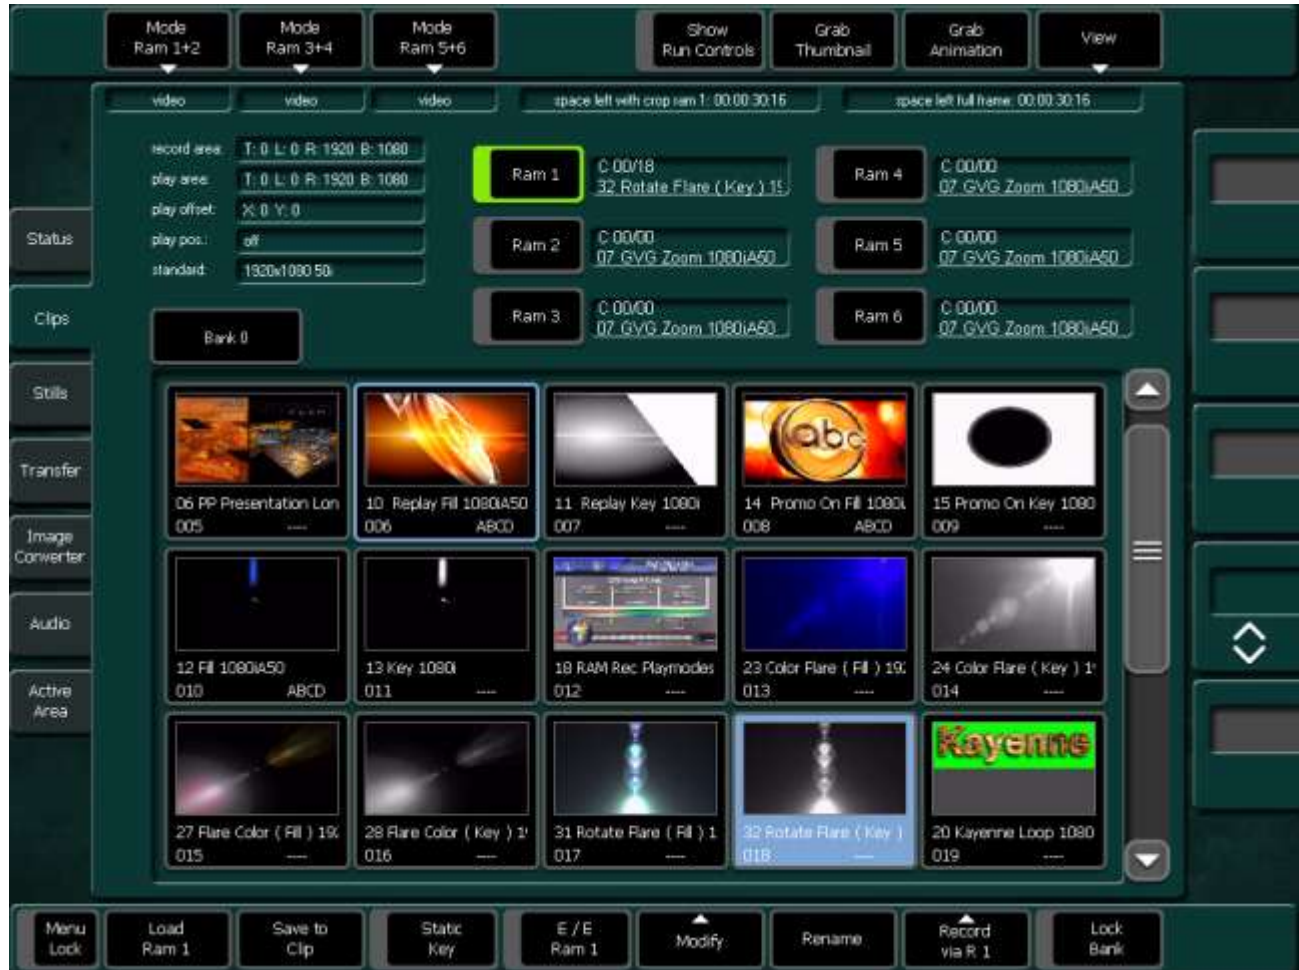 Mode
Ram 1+2
Mode
Ram 3+4
Mode
Ram 5+6
Show
Run Controls
Grab
Thumbnail
Grab
Animation
View
video
video
video
space left with crop ram 1: 00:00:30:16
space left full frame: 00:00:30:16
record area:
T: 0 L: 0 R: 1920 B: 1080
play area:
T: 0 L: 0 R: 1920 B: 1080
play offset:
X: 0 Y: 0
play pos.:
off
standard:
1920x1080 50i
Ram 1
C 00/18
32 Rotate Flare ( Key ) 19
Ram 4
C 00/00
07 GVG Zoom 1080iA50
Ram 2
C 00/00
07 GVG Zoom 1080iA50
Ram 5
C 00/00
07 GVG Zoom 1080iA50
Ram 3
C 00/00
07 GVG Zoom 1080iA50
Ram 6
C 00/00
07 GVG Zoom 1080iA50
Status
Clips
Stills
Transfer
Image
Converter
Audio
Active
Area
Bank 0
abc
06 PP Presentation Lon
005 ----
10 Replay Fill 1080iA50
006 ABCD
11 Replay Key 1080i
007 ----
14 Promo On Fill 1080i
008 ABCD
15 Promo On Key 1080
009 ----
12 Fill 1080iA50
010 ABCD
13 Key 1080i
011 ----
18 RAM Rec Playmodes
012 ----
23 Color Flare ( Fill ) 192
013 ----
24 Color Flare ( Key ) 1
014 ----
Kayenne
27 Flare Color ( Fill ) 192
015 ----
28 Flare Color ( Key ) 1
016 ----
31 Rotate Flare ( Fill ) 1
017 ----
32 Rotate Flare ( Key )
018 ----
20 Kayenne Loop 1080
019 ----
Menu
Lock
Load
Ram 1
Save to
Clip
Static
Key
E / E
Ram 1
Modify
Rename
Record
via R 1
Lock
Bank